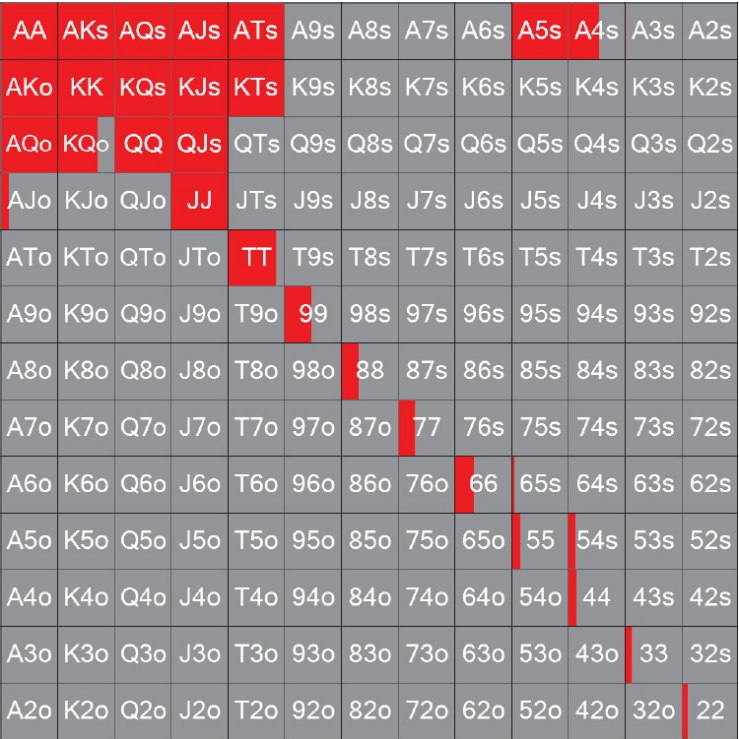 AA AKs AQs AJs ATs A9s A8s A7s A6s A5s A4s A3s A2s
AKo KK KQs KJs KTs K9s K8s K7s K6s K5s K4s K3s K2s
AQo KQo QQ QJs QTs Q9s Q8s Q7s Q6s Q5s Q4s Q3s Q2s
AJo KJo QJo JJ JTs J9s J8s J7s J6s J5s J4s J3s J2s
ATo KTo QTo JTo TT T9s T8s T7s T6s T5s T4s T3s T2s
A9o K9o Q9o J9o T9o 99 98s 97s 96s 95s 94s 93s 92s
A8o K8o Q8o J8o T8o 98o 88 87s 86s 85s 84s 83s 82s
A7o K7o Q7o J7o T7o 97o 87o 77 76s 75s 74s 73s 72s
A6o K6o Q6o J6o T6o 96o 86o 76o 66 65s 64s 63s 62s
A5o K5o Q5o J5o T5o 95o 85o 75o 65o 55 54s 53s 52s
A4o K4o Q4o J4o T4o 94o 84o 74o 64o 54o 44 43s 42s
A3o K3o Q3o J3o T3o 93o 83o 73o 63o 53o 43o 33 32s
A2o K2o Q2o J2o T2o 92o 82o 72o 62o 52o 42o 32o 22